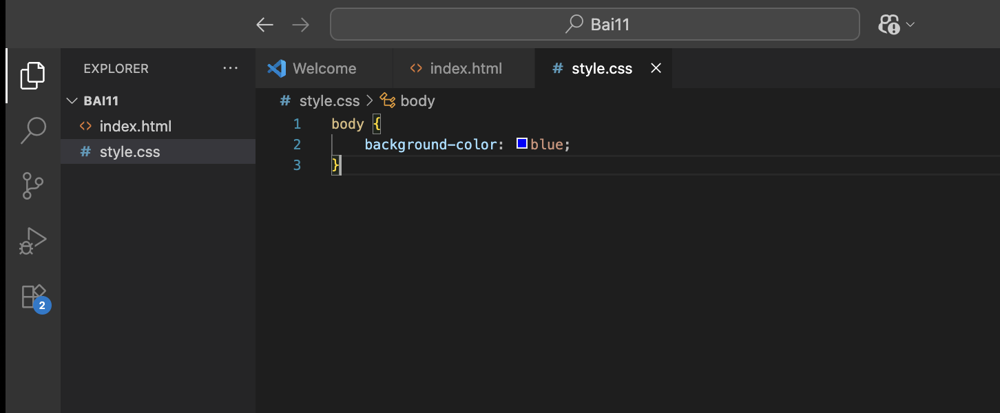 Bai11
EXPLORER
BAI11
index.html
style.css
2
Welcome
index.html
style.css
style.css > body
1 body {
2     background-color: blue;
3 }